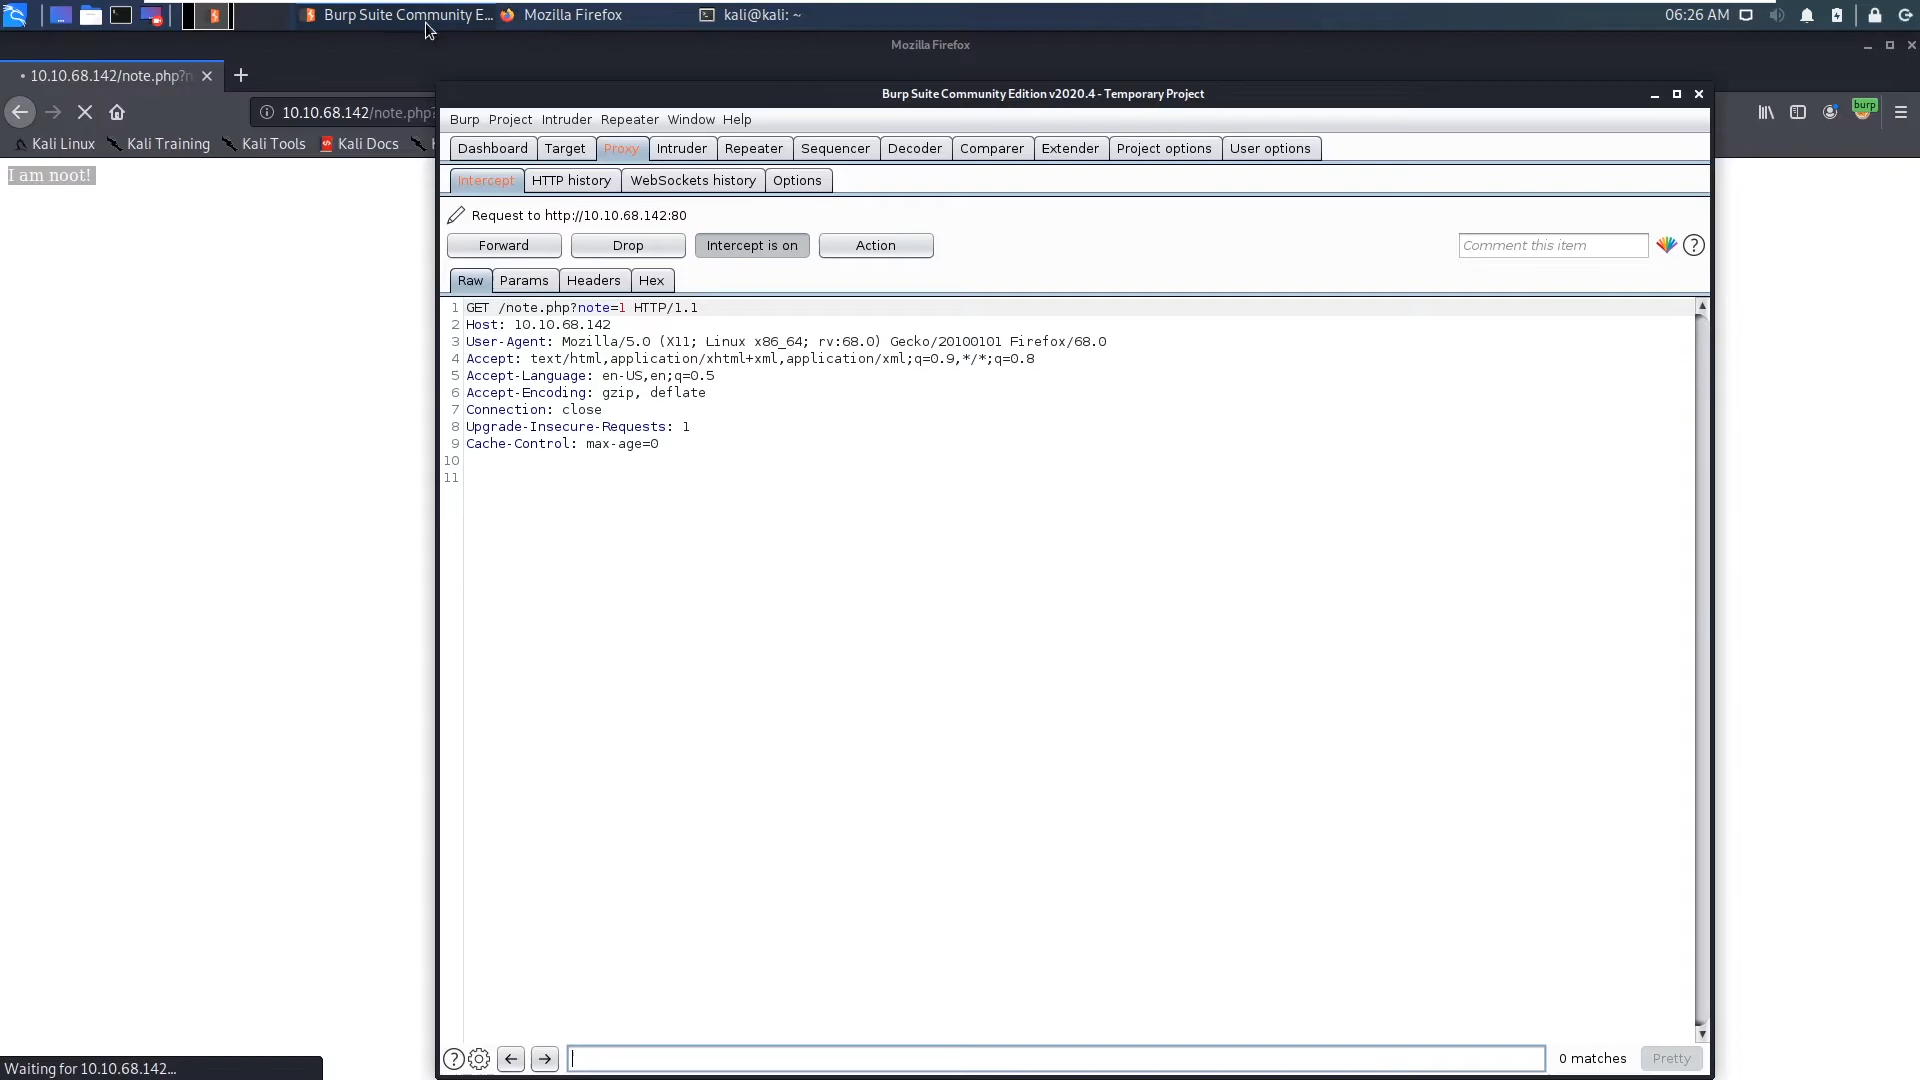 Burp Suite Community E...
Mozilla Firefox
kali@kali: ~
06:26 AM
Mozilla Firefox
10.10.68.142/note.php?n
10.10.68.142/note.php?
burp
Kali Linux
Kali Training
Kali Tools
Kali Docs
I am noot!
Burp Suite Community Edition v2020.4 - Temporary Project
Burp Project Intruder Repeater Window Help
Dashboard Target Proxy Intruder Repeater Sequencer Decoder Comparer Extender Project options User options
Intercept HTTP history WebSockets history Options
Request to http://10.10.68.142:80
Forward Drop Intercept is on Action Comment this item ?
Raw Params Headers Hex
1 GET /note.php?note=1 HTTP/1.1
2 Host: 10.10.68.142
3 User-Agent: Mozilla/5.0 (X11; Linux x86_64; rv:68.0) Gecko/20100101 Firefox/68.0
4 Accept: text/html,application/xhtml+xml,application/xml;q=0.9,*/*;q=0.8
5 Accept-Language: en-US,en;q=0.5
6 Accept-Encoding: gzip, deflate
7 Connection: close
8 Upgrade-Insecure-Requests: 1
9 Cache-Control: max-age=0
10
11
? 0 matches Pretty
Waiting for 10.10.68.142...